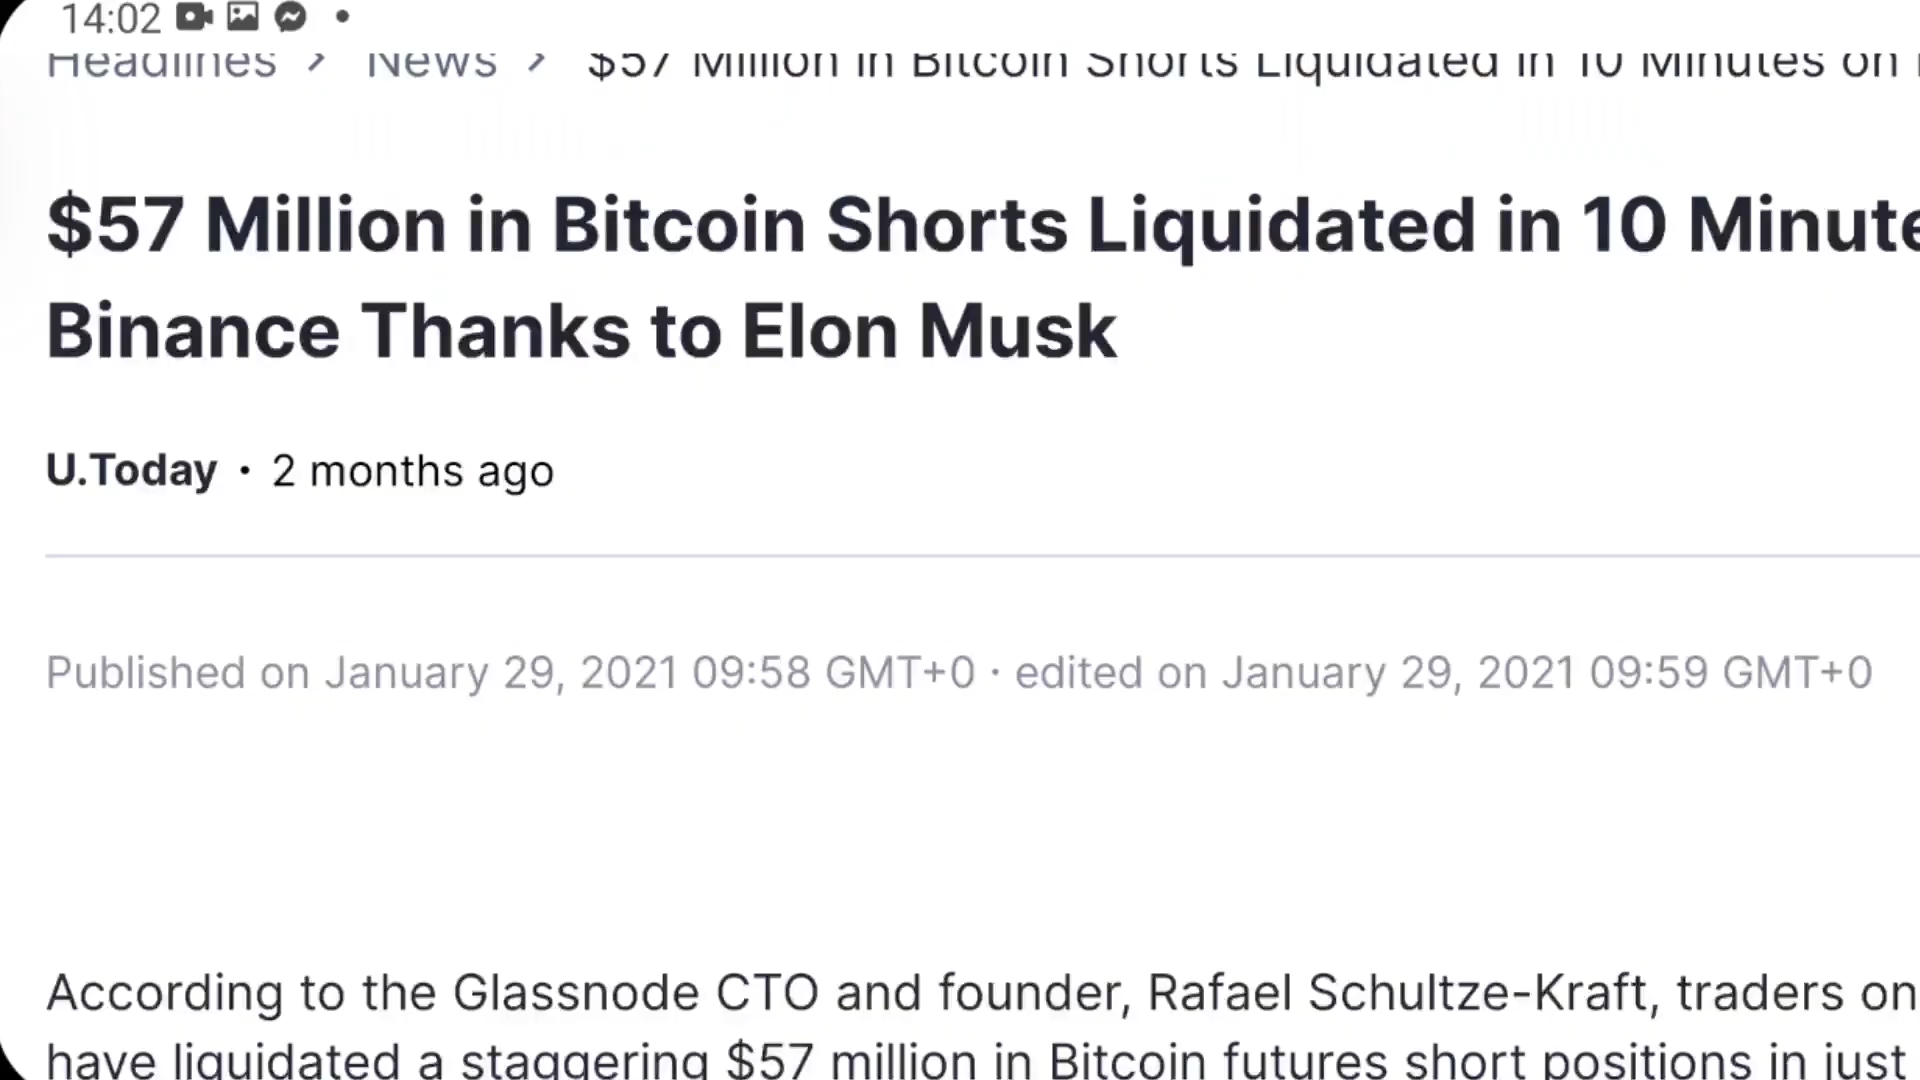 14:02
Headlines > News > $57 Million in Bitcoin Shorts Liquidated in 10 Minutes on
$57 Million in Bitcoin Shorts Liquidated in 10 Minute
Binance Thanks to Elon Musk
U.Today • 2 months ago
Published on January 29, 2021 09:58 GMT+0 · edited on January 29, 2021 09:59 GMT+0
According to the Glassnode CTO and founder, Rafael Schultze-Kraft, traders on
have liquidated a staggering $57 million in Bitcoin futures short positions in just